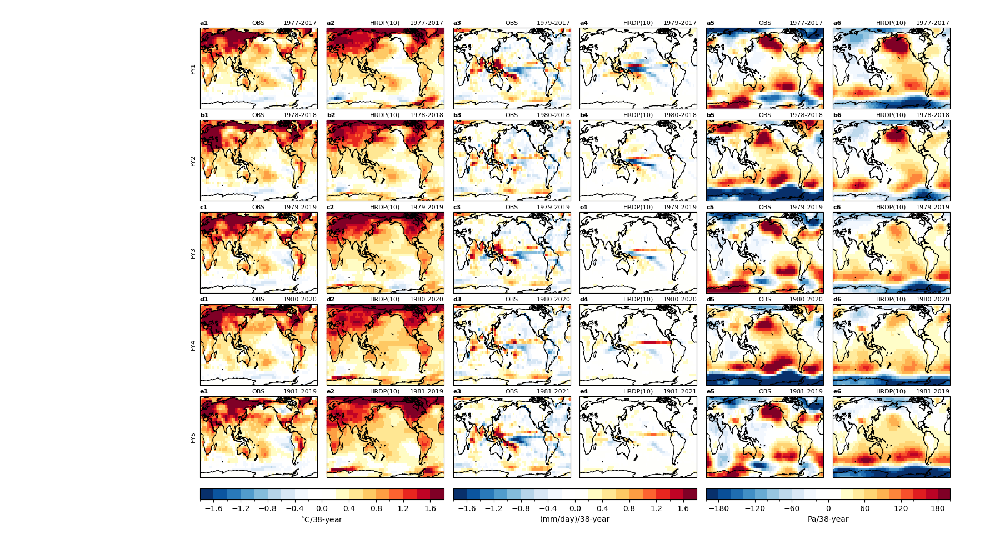 a1 OBS 1977-2017 a2 HRDP(10) 1977-2017 a3 OBS 1979-2017 a4 HRDP(10) 1979-2017 a5 OBS 1977-2017 a6 HRDP(10) 1977-2017
FY1
b1 OBS 1978-2018 b2 HRDP(10) 1978-2018 b3 OBS 1980-2018 b4 HRDP(10) 1980-2018 b5 OBS 1978-2018 b6 HRDP(10) 1978-2018
FY2
c1 OBS 1979-2019 c2 HRDP(10) 1979-2019 c3 OBS 1979-2019 c4 HRDP(10) 1979-2019 c5 OBS 1979-2019 c6 HRDP(10) 1979-2019
FY3
d1 OBS 1980-2020 d2 HRDP(10) 1980-2020 d3 OBS 1980-2020 d4 HRDP(10) 1980-2020 d5 OBS 1980-2020 d6 HRDP(10) 1980-2020
FY4
e1 OBS 1981-2019 e2 HRDP(10) 1981-2019 e3 OBS 1981-2021 e4 HRDP(10) 1981-2021 e5 OBS 1981-2019 e6 HRDP(10) 1981-2019
FY5
−1.6 −1.2 −0.8 −0.4 0.0 0.4 0.8 1.2 1.6 −1.6 −1.2 −0.8 −0.4 0.0 0.4 0.8 1.2 1.6 −180 −120 −60 0 60 120 180
°C/38-year (mm/day)/38-year Pa/38-year